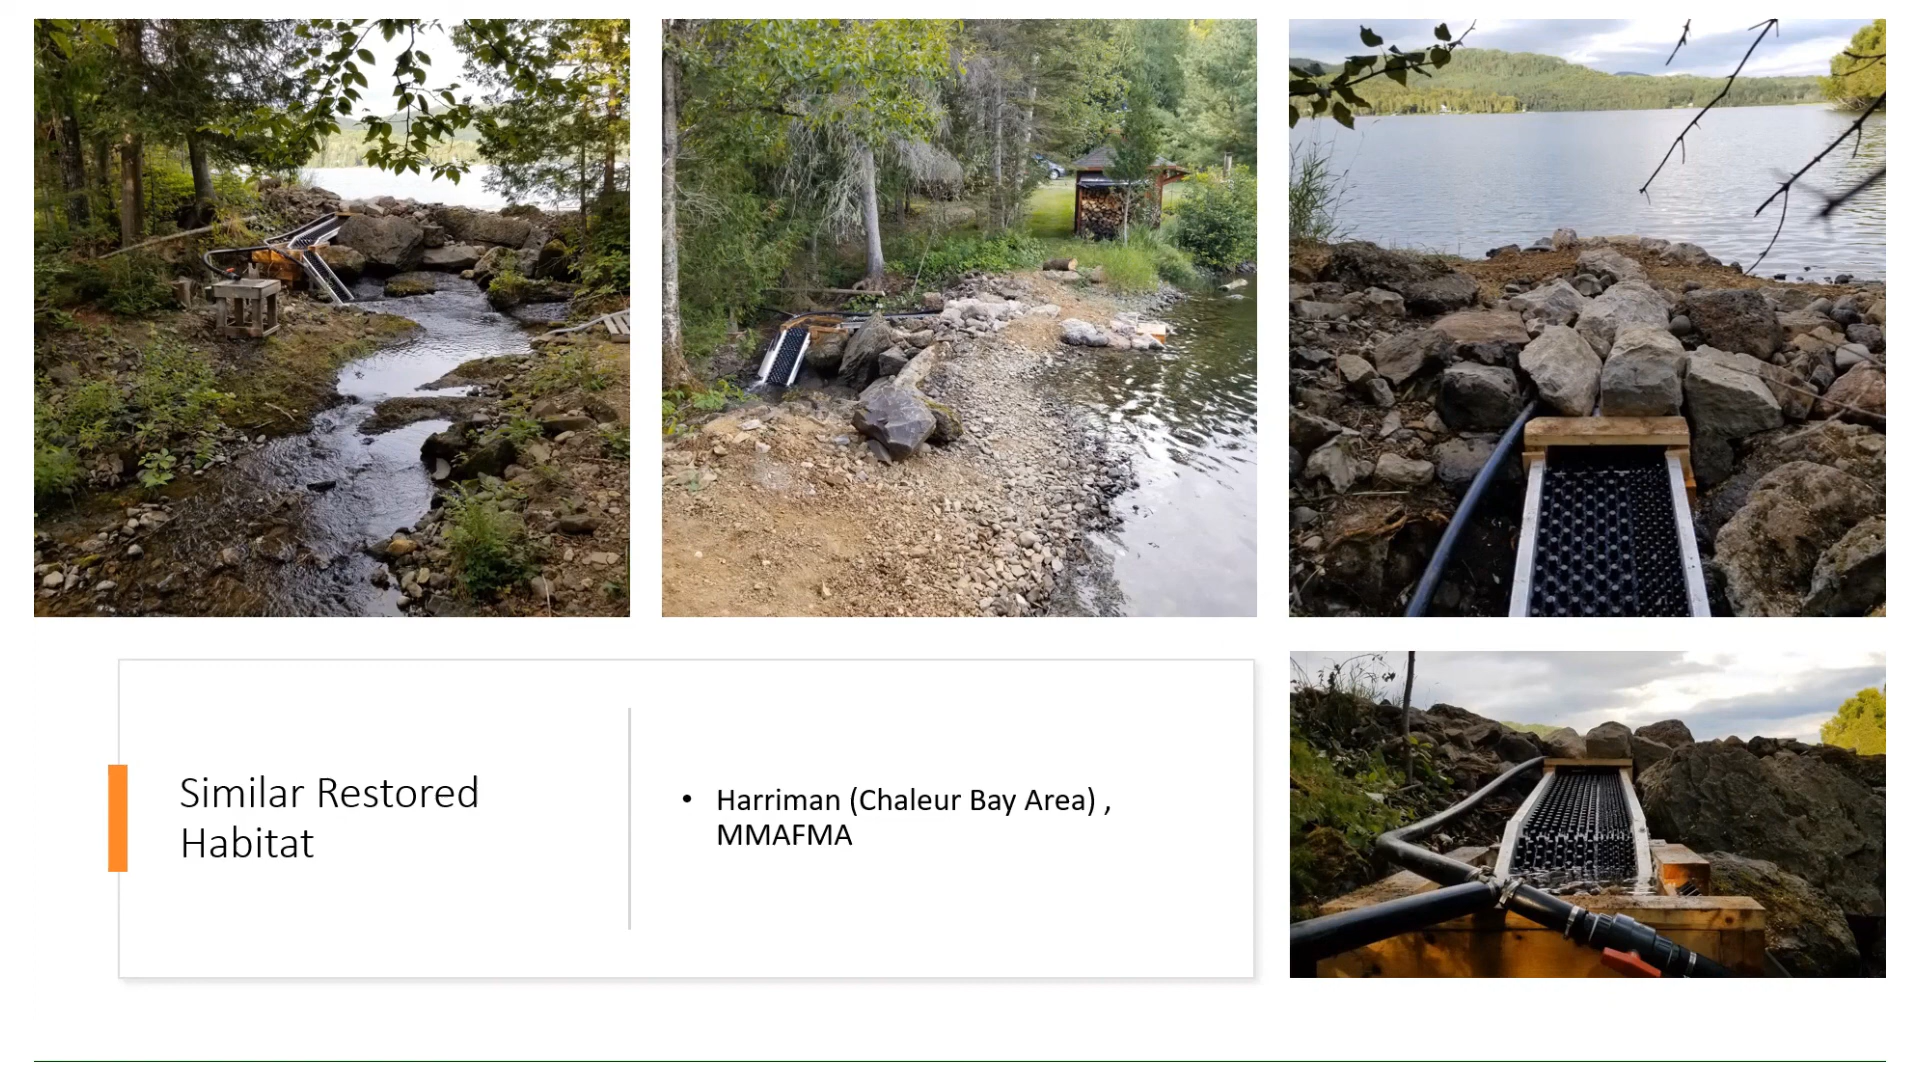 Similar Restored
Habitat
• Harriman (Chaleur Bay Area) ,
MMAFMA